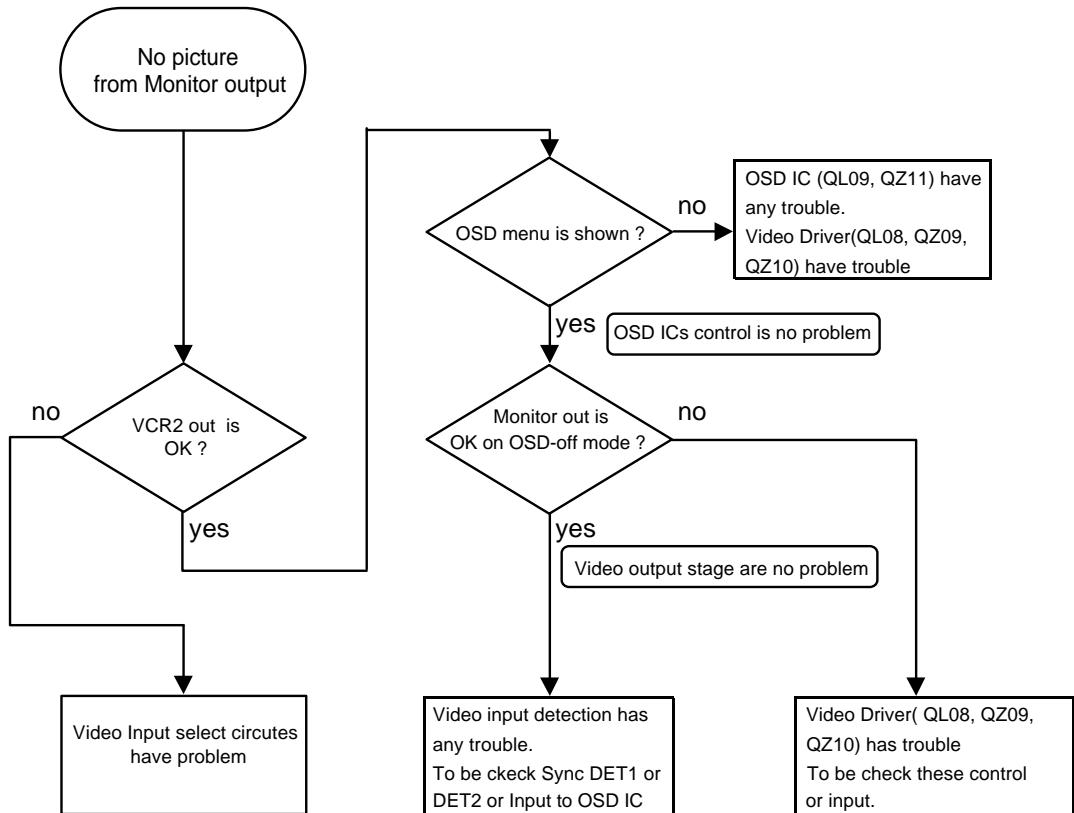 No picture
from Monitor output
VCR2 out is
OK ?
no
yes
Video Input select circutes
have problem
OSD menu is shown ?
no
OSD IC (QL09, QZ11) have
any trouble.
Video Driver(QL08, QZ09,
QZ10) have trouble
yes
OSD ICs control is no problem
Monitor out is
OK on OSD-off mode ?
no
yes
Video output stage are no problem
Video input detection has
any trouble.
To be ckeck Sync DET1 or
DET2 or Input to OSD IC
Video Driver( QL08, QZ09,
QZ10) has trouble
To be check these control
or input.